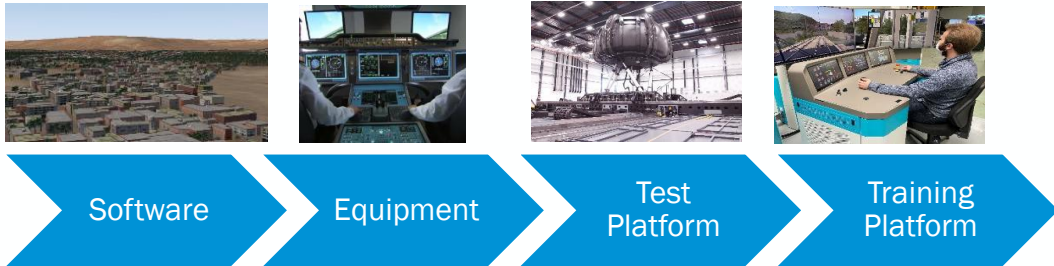 Software
Equipment
Test
Platform
Training
Platform